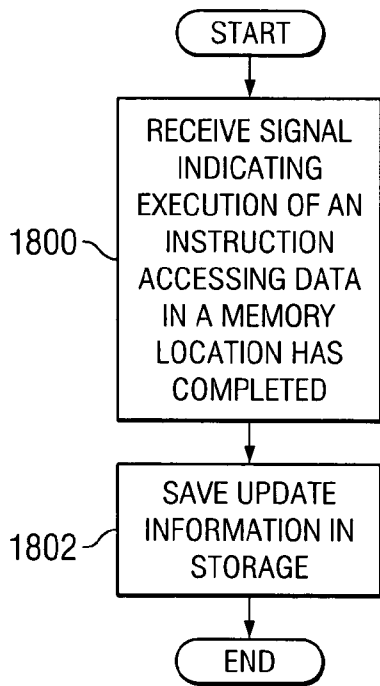 START
RECEIVE SIGNAL
INDICATING
EXECUTION OF AN
INSTRUCTION
ACCESSING DATA
IN A MEMORY
LOCATION HAS
COMPLETED
1800
SAVE UPDATE
INFORMATION IN
STORAGE
1802
END